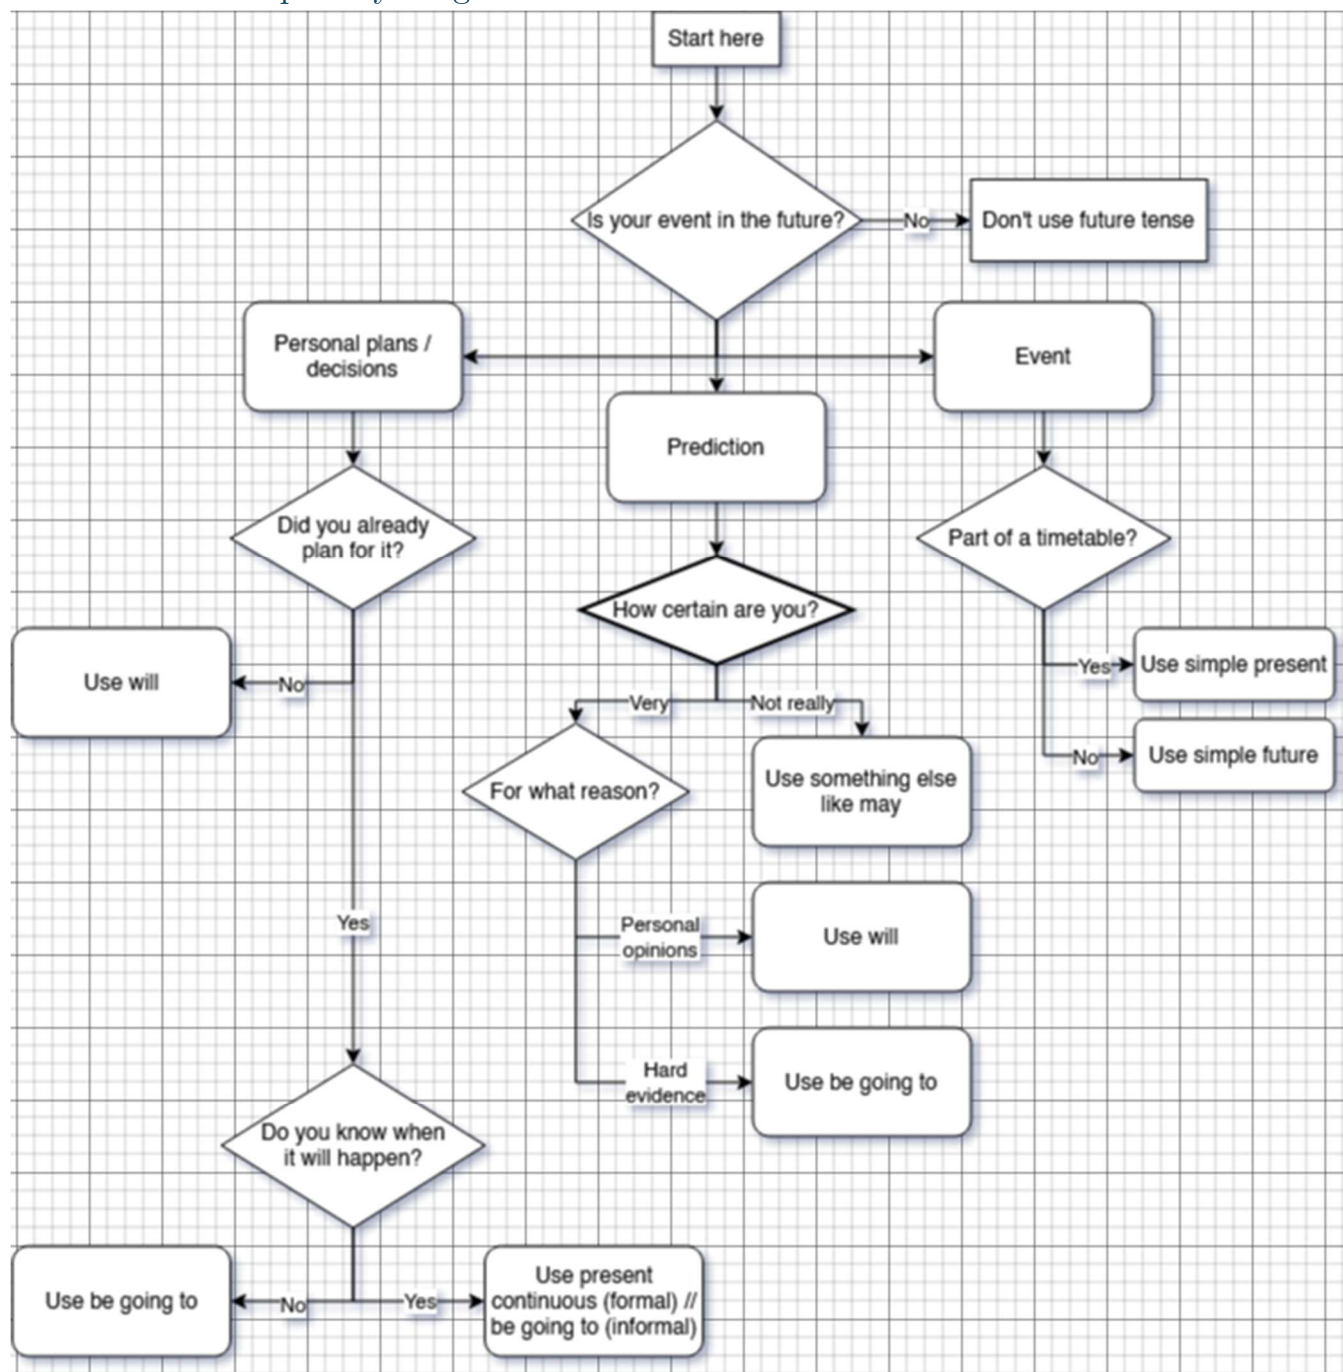 Start here
Is your event in the future?
No
Don't use future tense
Personal plans /
decisions
Event
Prediction
Did you already
plan for it?
Part of a timetable?
How certain are you?
Use will
No
Yes
Use simple present
Very
Not really
No
Use simple future
For what reason?
Use something else
like may
Yes
Personal
opinions
Use will
Hard
evidence
Use be going to
Do you know when
it will happen?
Use be going to
No
Yes
Use present
continuous (formal) //
be going to (informal)